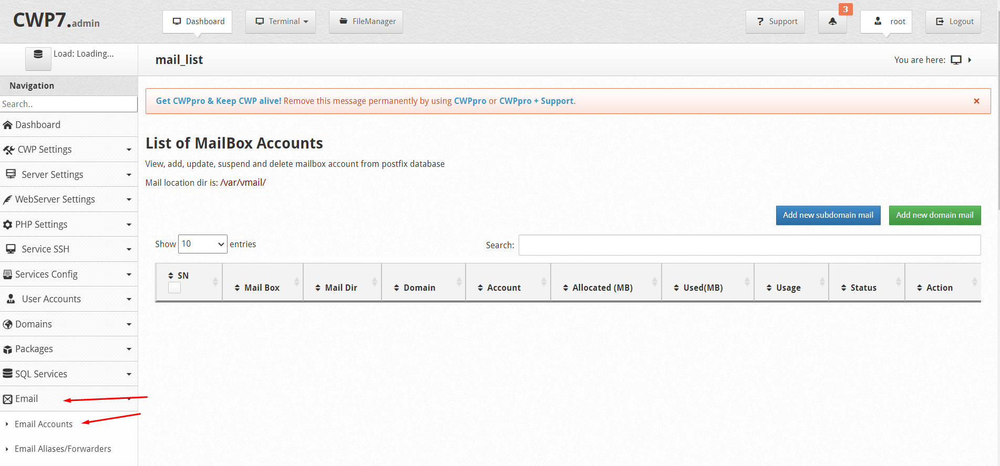 CWP7.admin
Dashboard
Terminal
FileManager
? Support
3
root
Logout
Load: Loading...
mail_list
You are here:
Navigation
Search..
Get CWPpro & Keep CWP alive! Remove this message permanently by using CWPpro or CWPpro + Support.
×
Dashboard
CWP Settings
Server Settings
WebServer Settings
PHP Settings
Service SSH
Services Config
User Accounts
Domains
Packages
SQL Services
Email
Email Accounts
Email Aliases/Forwarders
List of MailBox Accounts
View, add, update, suspend and delete mailbox account from postfix database
Mail location dir is: /var/vmail/
Add new subdomain mail
Add new domain mail
Show 10 entries
Search:
SN
Mail Box
Mail Dir
Domain
Account
Allocated (MB)
Used(MB)
Usage
Status
Action